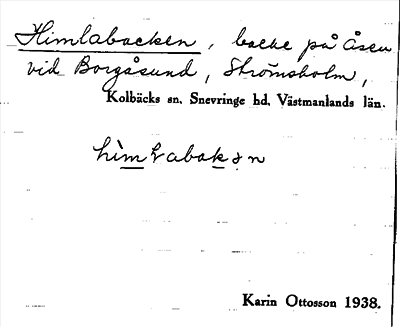 Himlabacken, backe på åsen
vid Borgåsund, Strömsholm,
Kolbäcks sn. Snevringe hd. Västmanlands län.
Karin Ottosson 1938.